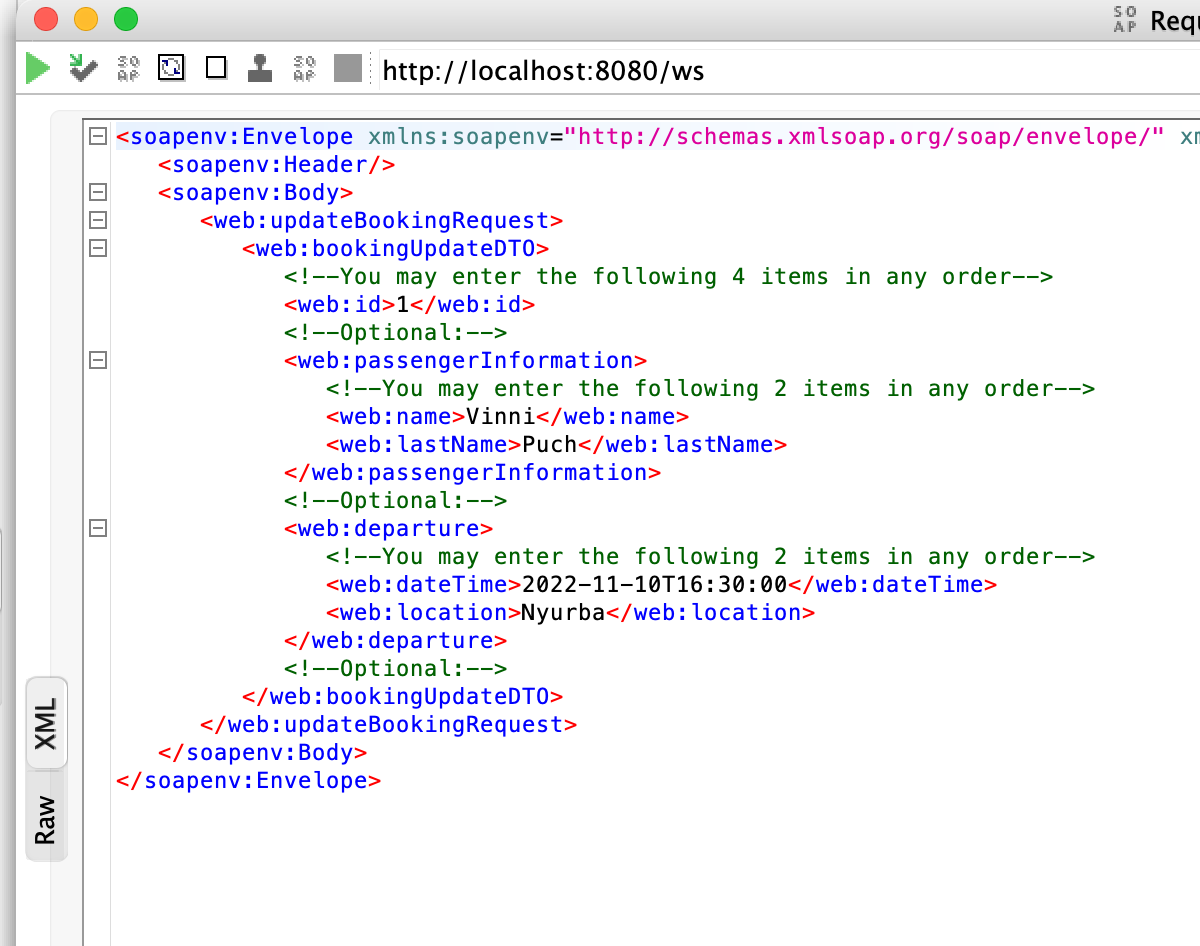 SO
AP Requ
SO
AP
SO
AP
http://localhost:8080/ws
<soapenv:Envelope xmlns:soapenv="http://schemas.xmlsoap.org/soap/envelope/" xm
<soapenv:Header/>
<soapenv:Body>
<web:updateBookingRequest>
<web:bookingUpdateDTO>
<!--You may enter the following 4 items in any order-->
<web:id>1</web:id>
<!--Optional:-->
<web:passengerInformation>
<!--You may enter the following 2 items in any order-->
<web:name>Vinni</web:name>
<web:lastName>Puch</web:lastName>
</web:passengerInformation>
<!--Optional:-->
<web:departure>
<!--You may enter the following 2 items in any order-->
<web:dateTime>2022-11-10T16:30:00</web:dateTime>
<web:location>Nyurba</web:location>
</web:departure>
<!--Optional:-->
</web:bookingUpdateDTO>
</web:updateBookingRequest>
</soapenv:Body>
</soapenv:Envelope>
XML
Raw